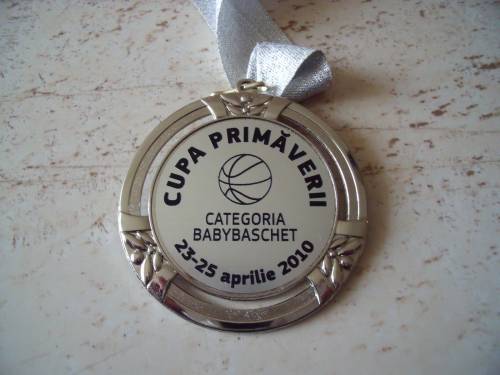 CUPA PRIMĂVERII
CATEGORIA
BABYBASCHET
23-25 aprilie 2010